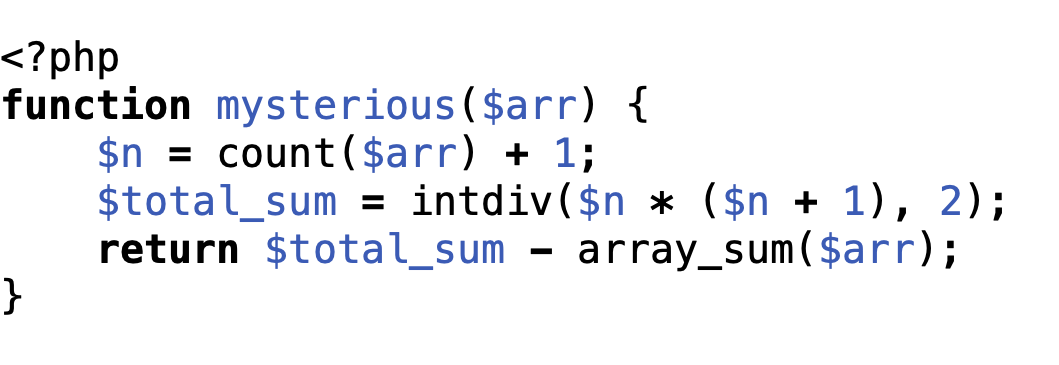 <?php
function mysterious($arr) {
    $n = count($arr) + 1;
    $total_sum = intdiv($n * ($n + 1), 2);
    return $total_sum - array_sum($arr);
}